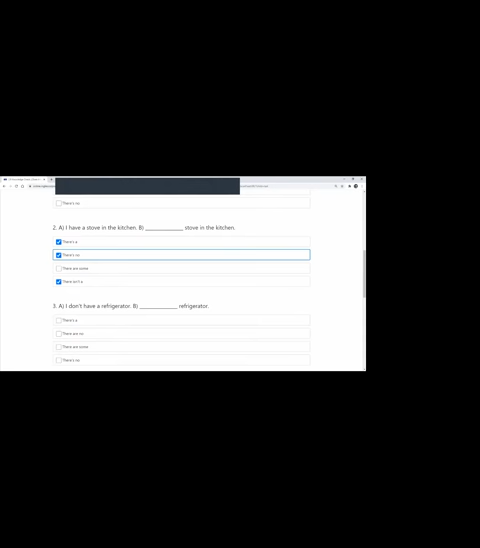 There's no
2. A) I have a stove in the kitchen. B) ______________ stove in the kitchen.
There's a
There's no
There are some
There isn't a
3. A) I don't have a refrigerator. B) ______________ refrigerator.
There's a
There are no
There are some
There's no